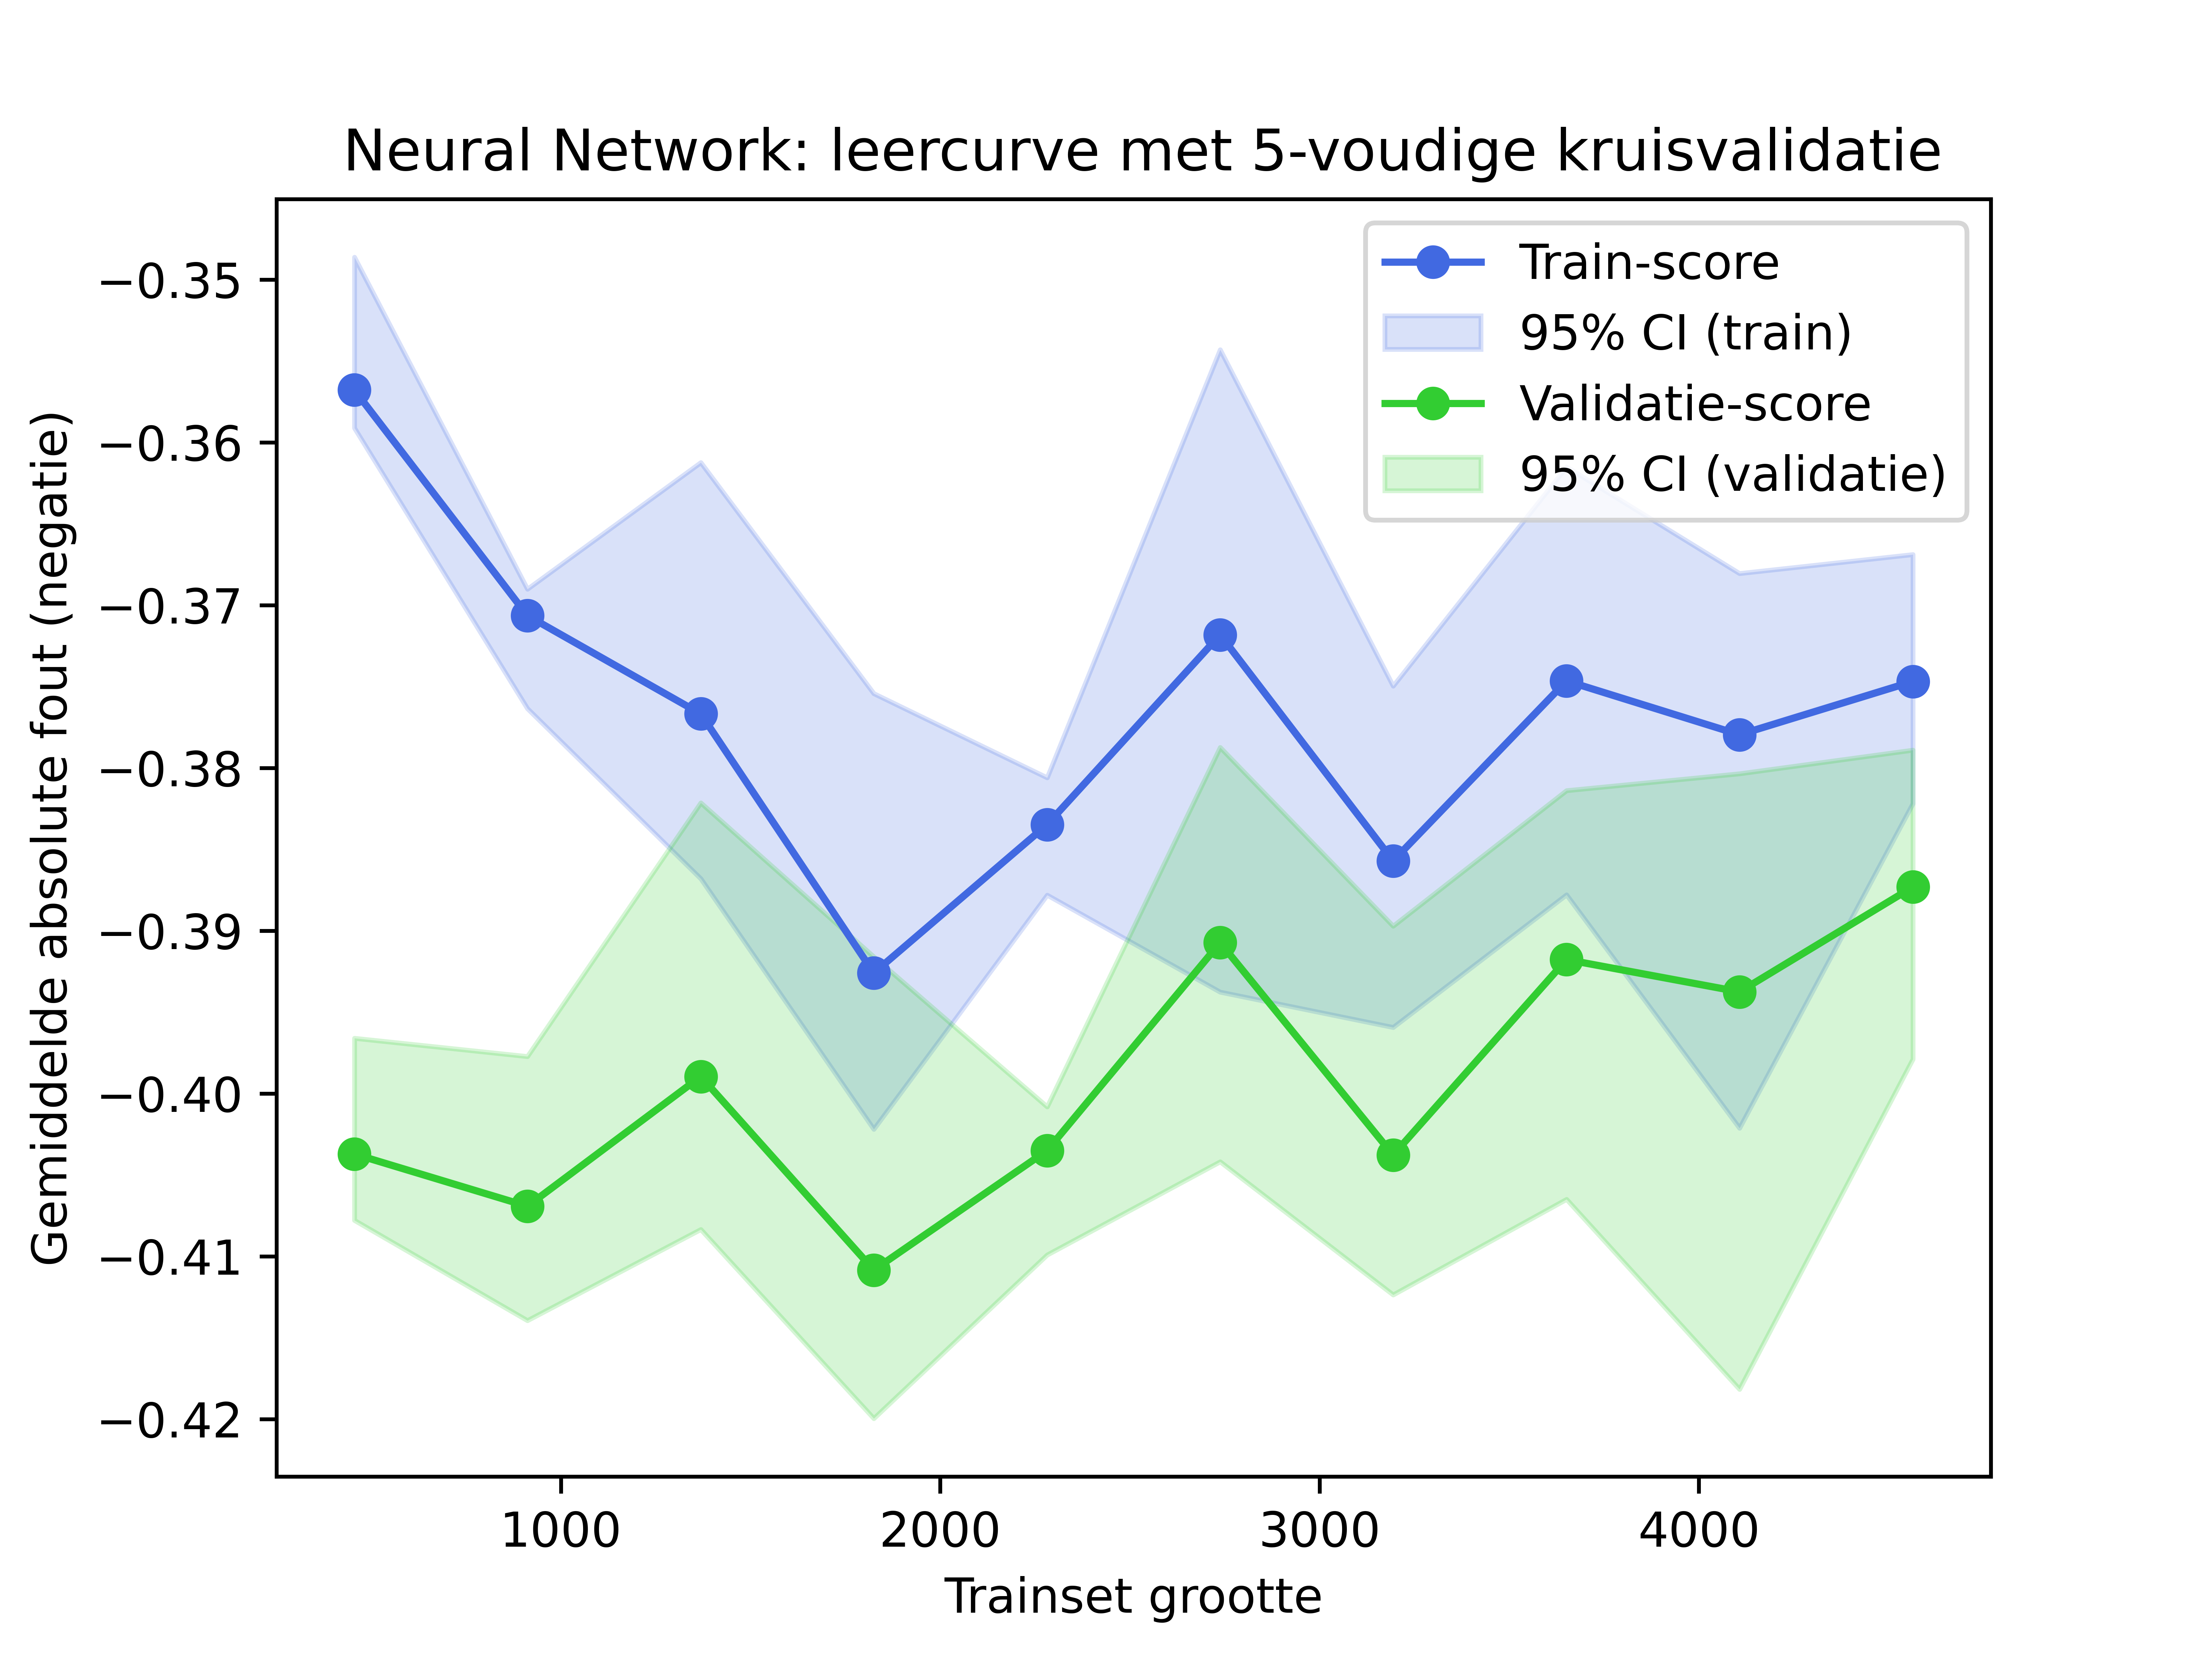 Neural Network: leercurve met 5-voudige kruisvalidatie
Gemiddelde absolute fout (negatie)
−0.35
−0.36
−0.37
−0.38
−0.39
−0.40
−0.41
−0.42
Train-score
95% CI (train)
Validatie-score
95% CI (validatie)
1000
2000
3000
4000
Trainset grootte